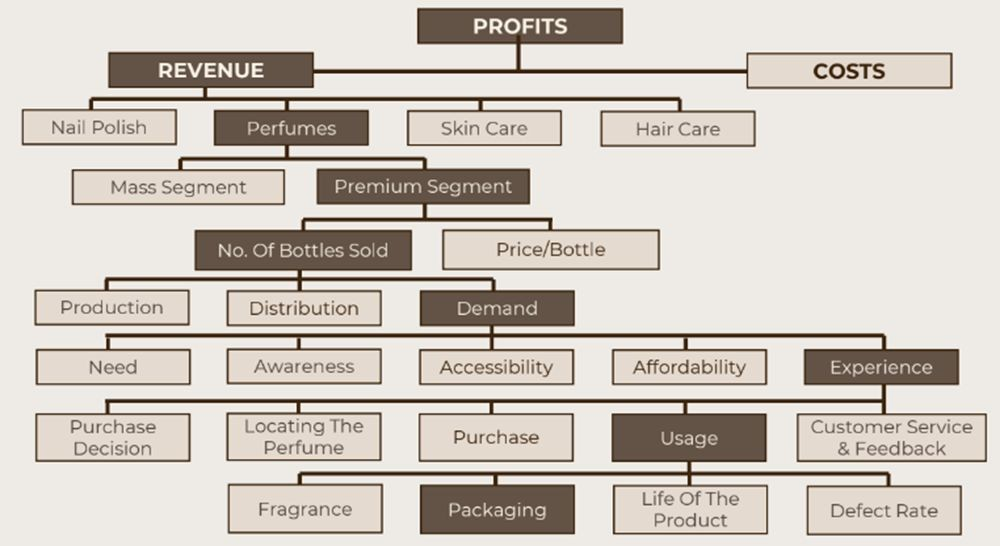 PROFITS
REVENUE
COSTS
Nail Polish
Perfumes
Skin Care
Hair Care
Mass Segment
Premium Segment
No. Of Bottles Sold
Price/Bottle
Production
Distribution
Demand
Need
Awareness
Accessibility
Affordability
Experience
Purchase
Decision
Locating The
Perfume
Purchase
Usage
Customer Service
& Feedback
Fragrance
Packaging
Life Of The
Product
Defect Rate